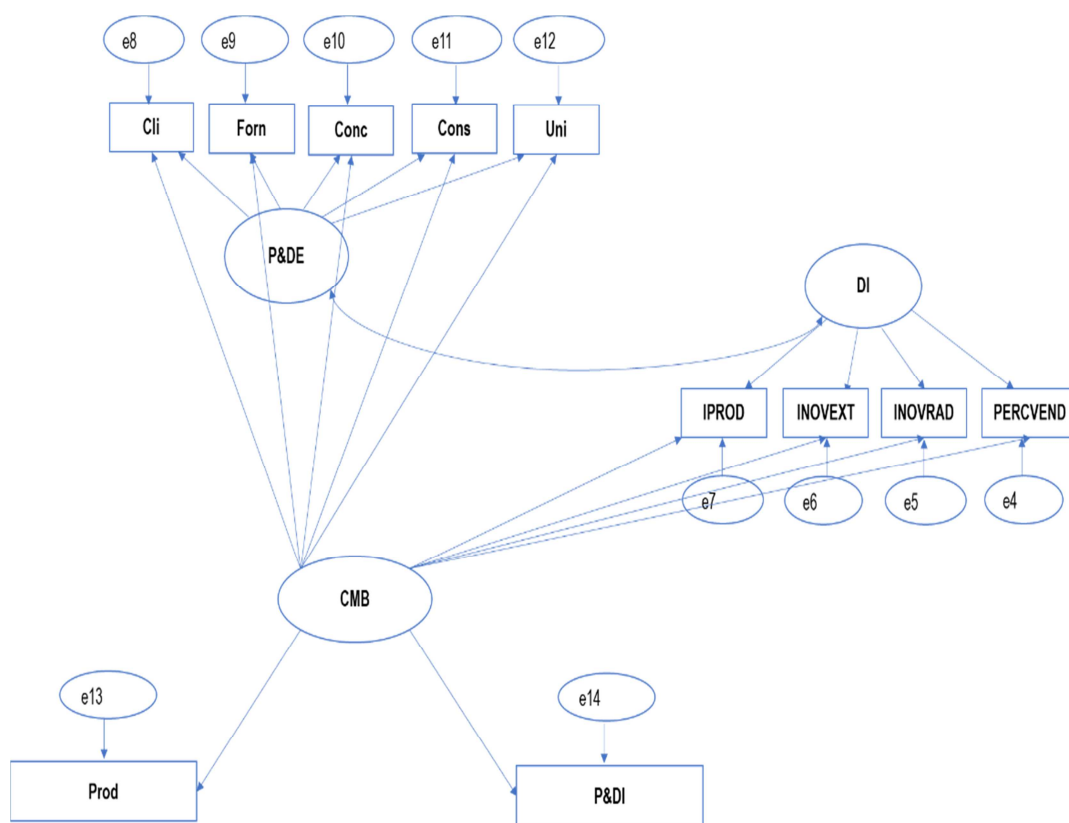 e8
e9
e10
e11
e12
Cli
Forn
Conc
Cons
Uni
P&DE
DI
IPROD
INOVEXT
INOVRAD
PERCVEND
e7
e6
e5
e4
CMB
e13
e14
Prod
P&DI